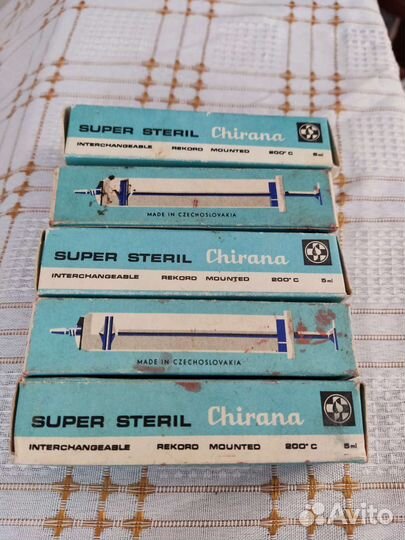 SUPER STERIL Chirana
INTERCHANGEABLE REKORD MOUNTED 200°C 5ml
MADE IN CZECHOSLOVAKIA
SUPER STERIL Chirana
INTERCHANGEABLE REKORD MOUNTED 200°C 5ml
MADE IN CZECHOSLOVAKIA
SUPER STERIL Chirana
INTERCHANGEABLE REKORD MOUNTED 200°C 5ml
Avito